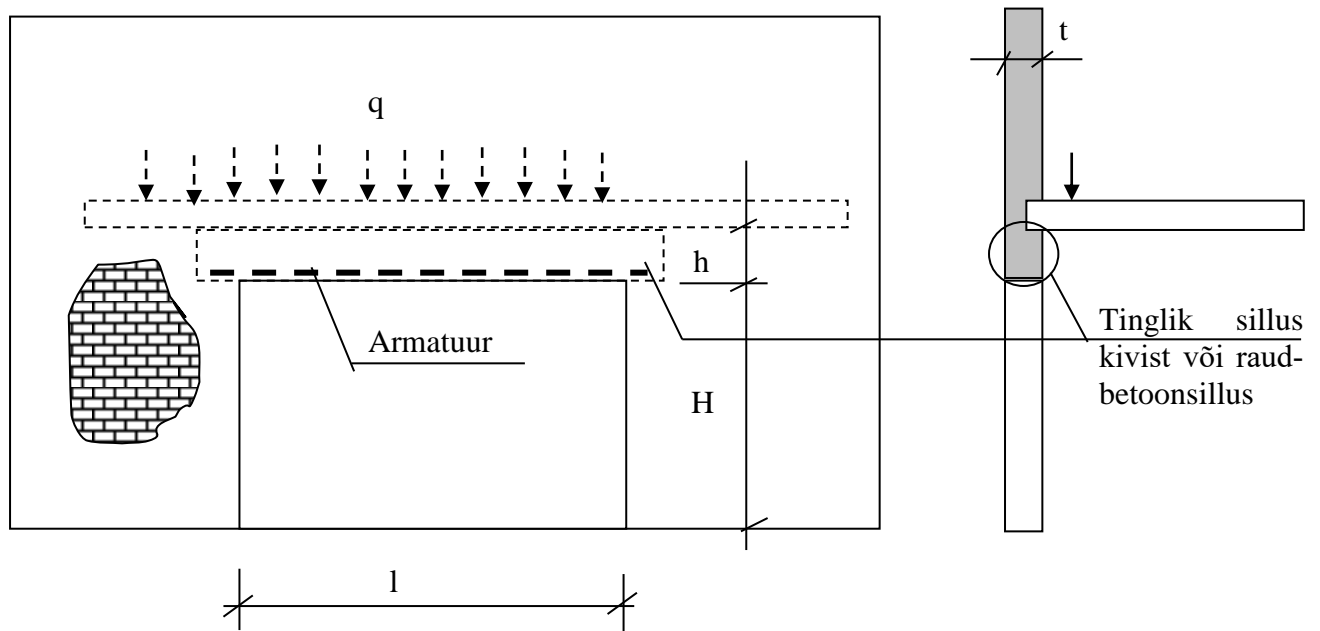 t
q
h
Armatuur
Tinglik sillus
kivist või raud-
betoonsillus
H
l